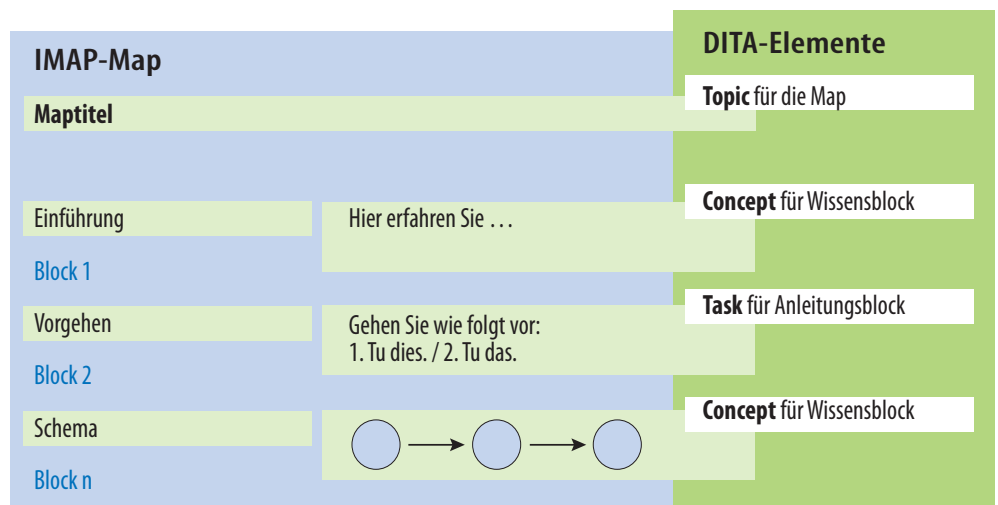 IMAP-Map
DITA-Elemente
Maptitel
Topic für die Map
Einführung
Hier erfahren Sie …
Concept für Wissensblock
Block 1
Vorgehen
Gehen Sie wie folgt vor:
1. Tu dies. / 2. Tu das.
Task für Anleitungsblock
Block 2
Schema
Concept für Wissensblock
Block n